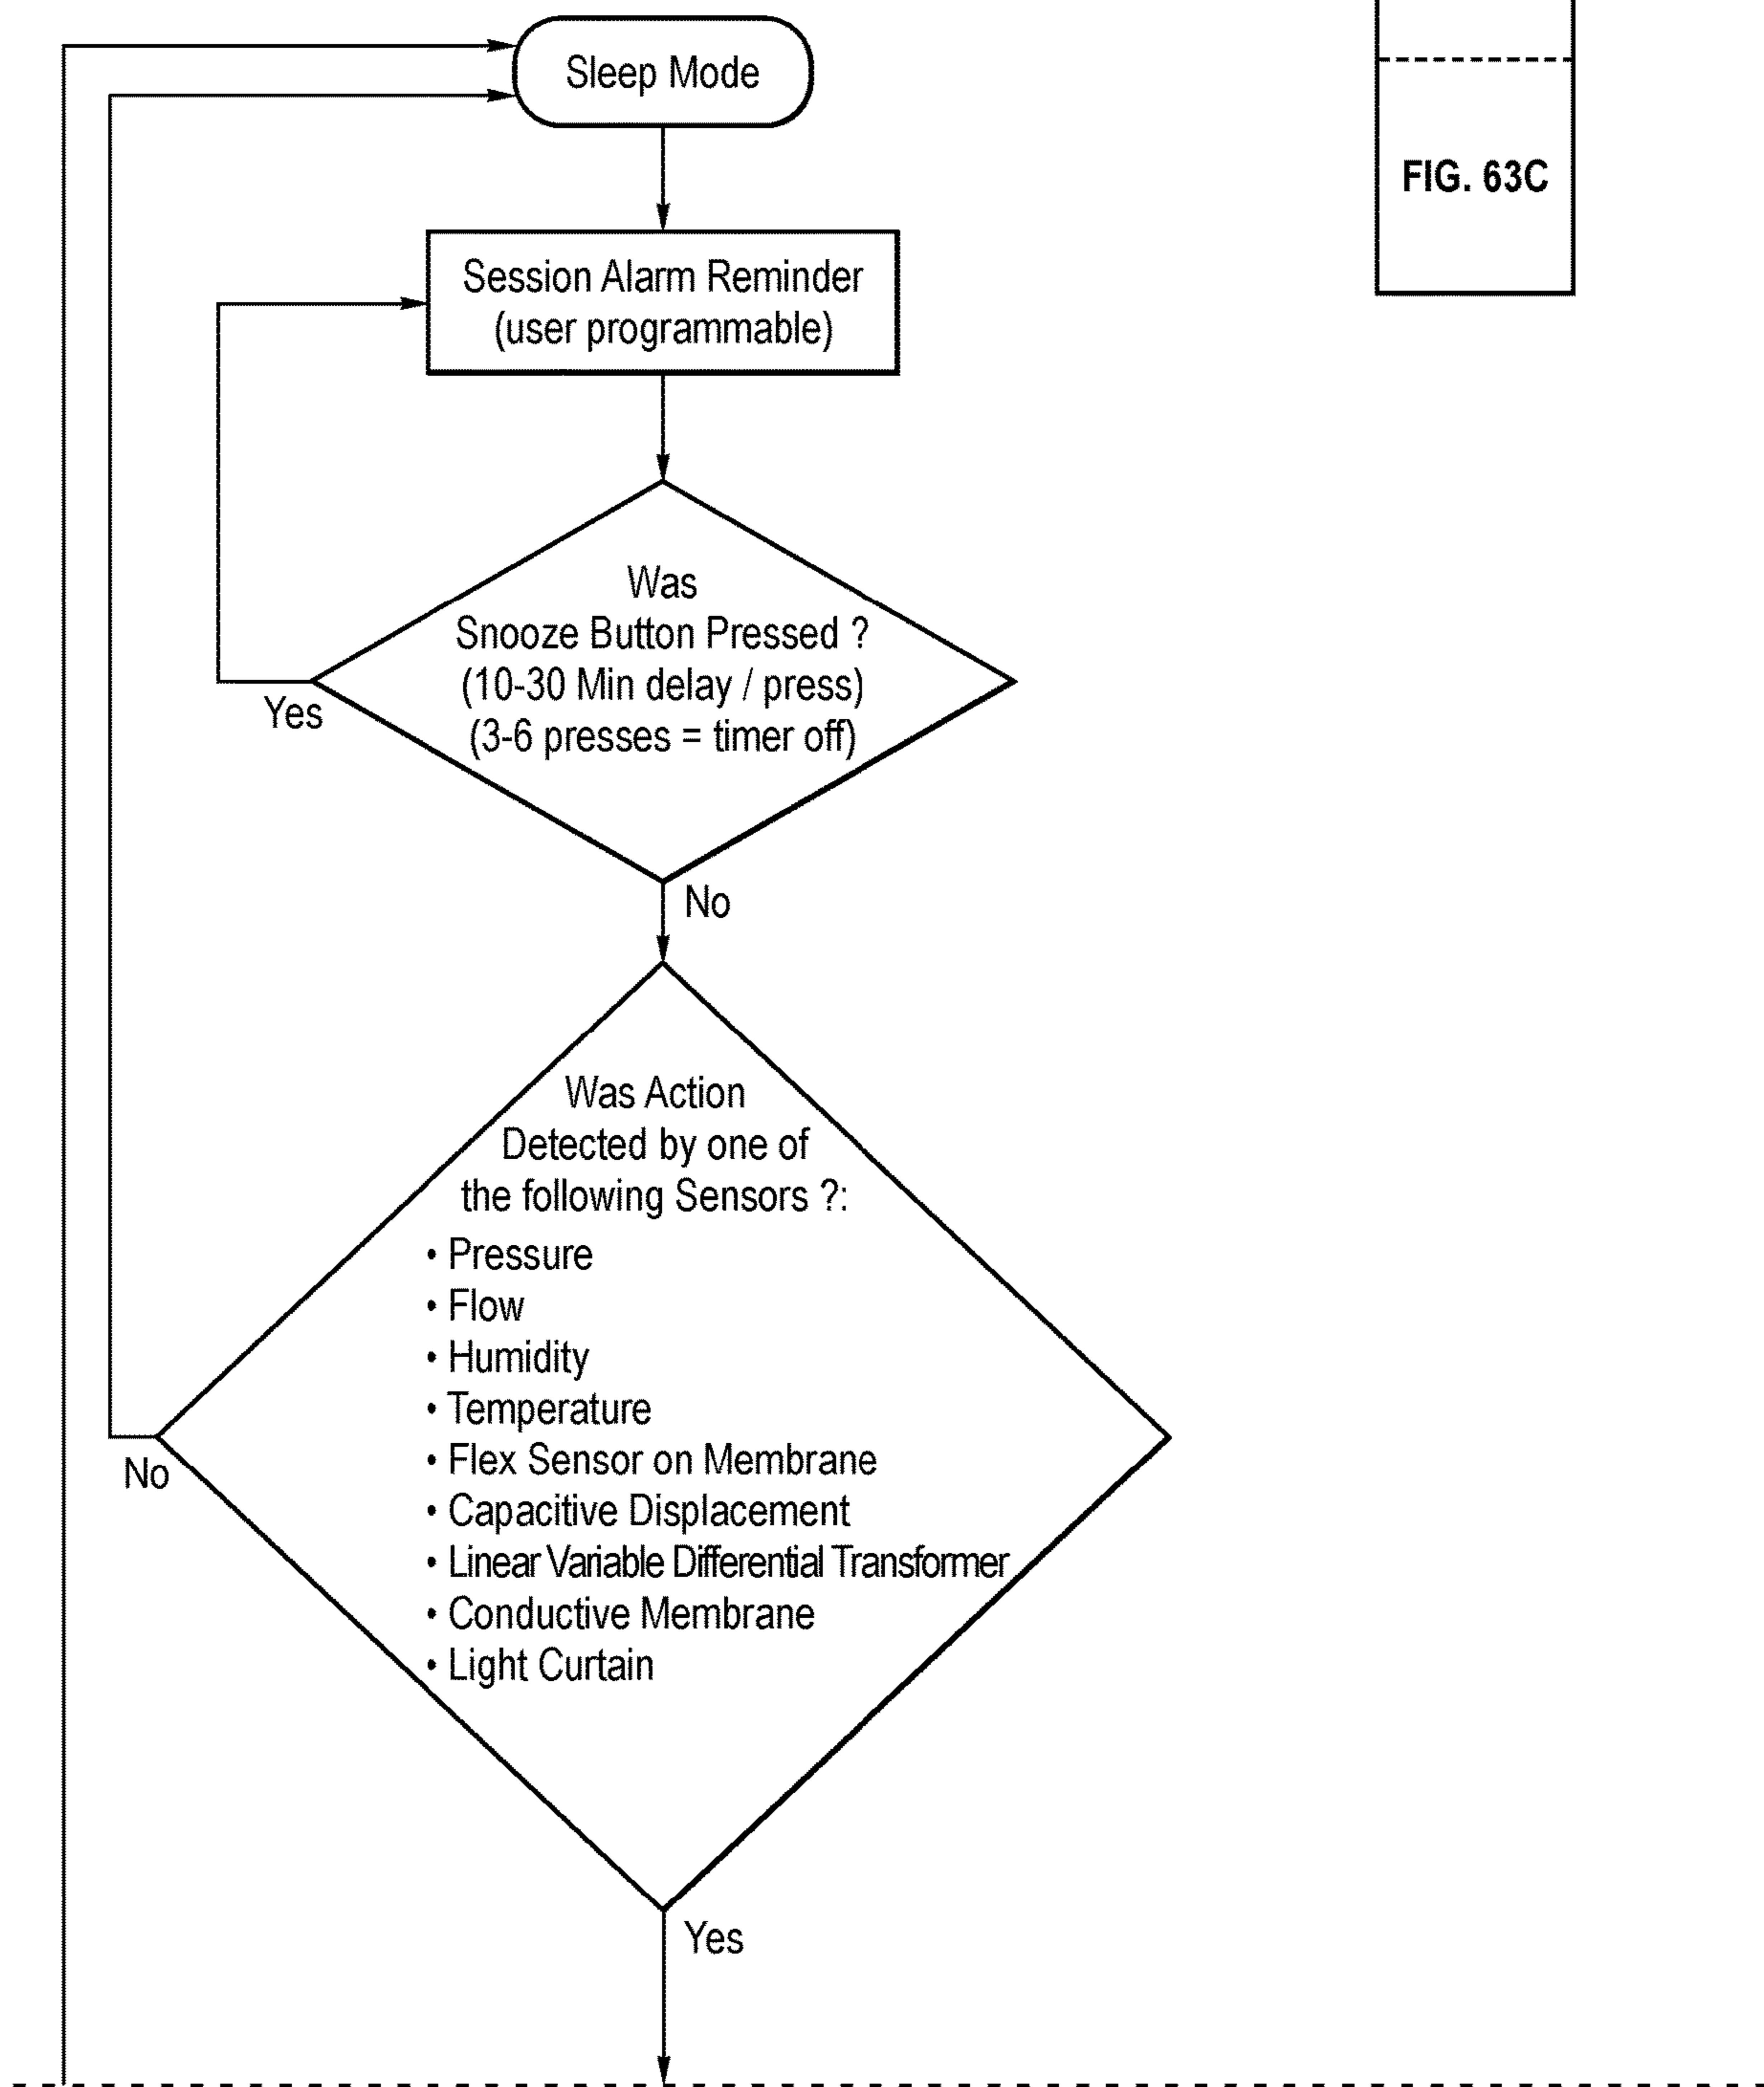 Sleep Mode
FIG. 63C
Session Alarm Reminder
(user programmable)
Was
Snooze Button Pressed ?
(10-30 Min delay / press)
(3-6 presses = timer off)
Yes
No
Was Action
Detected by one of
the following Sensors ?:
• Pressure
• Flow
• Humidity
• Temperature
• Flex Sensor on Membrane
• Capacitive Displacement
• Linear Variable Differential Transformer
• Conductive Membrane
• Light Curtain
No
Yes